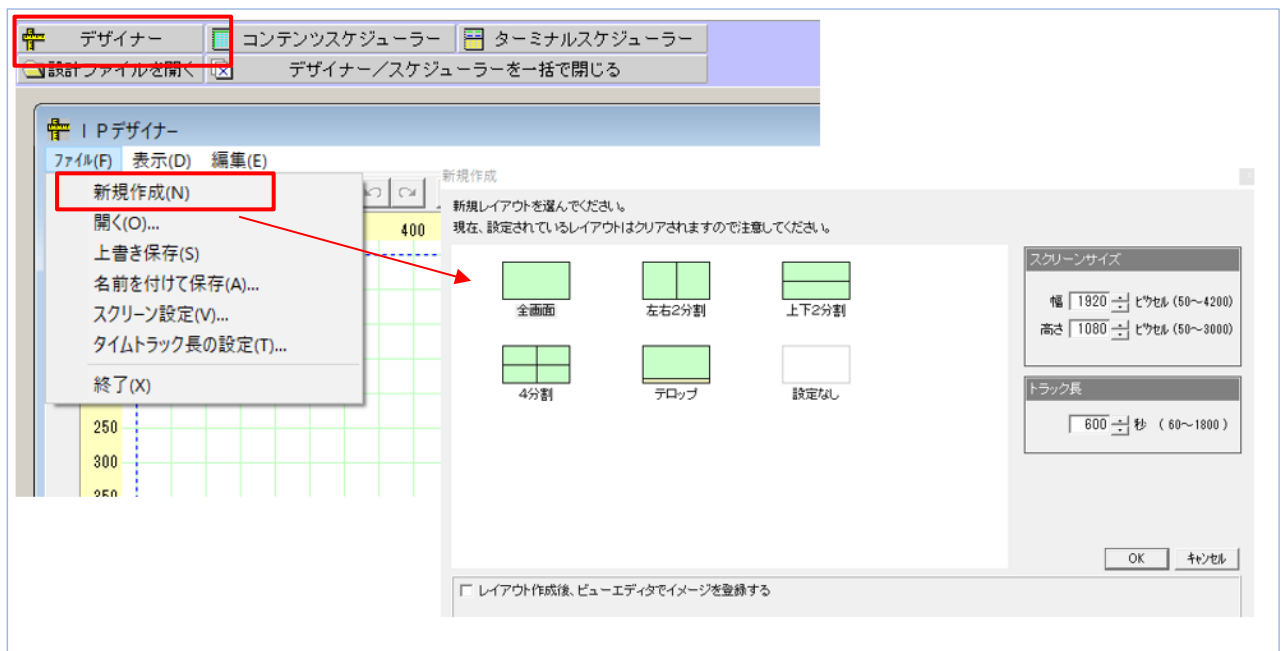 デザイナー コンテンツスケジューラー ターミナルスケジューラー
設計ファイルを開く デザイナー／スケジューラーを一括で閉じる
ＩＰデザイナー
ファイル(F) 表示(D) 編集(E)
新規作成(N)
開く(O)...
上書き保存(S)
名前を付けて保存(A)...
スクリーン設定(V)...
タイムトラック長の設定(T)...
終了(X)
400
250
300
350
新規作成
新規レイアウトを選んでください。
現在、設定されているレイアウトはクリアされますので注意してください。
全画面 左右2分割 上下2分割
4分割 テロップ 設定なし
スクリーンサイズ
幅 1920 ピクセル (50～4200)
高さ 1080 ピクセル (50～3000)
トラック長
600 秒 （ 60～1800 ）
OK キャンセル
レイアウト作成後、ビューエディタでイメージを登録する